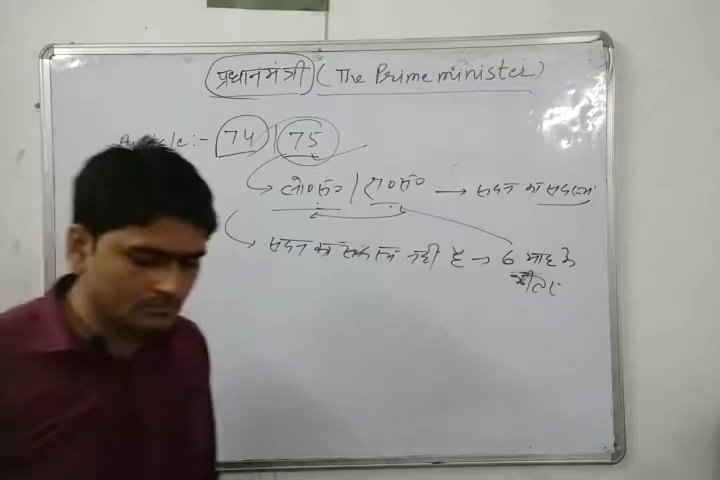 प्रधानमंत्री (The Prime minister)
Article :- 74 | 75
लो०स० / रा०स० → सदन का सदस्य
सदन का सदस्य नही है → 6 माह के
भीतर